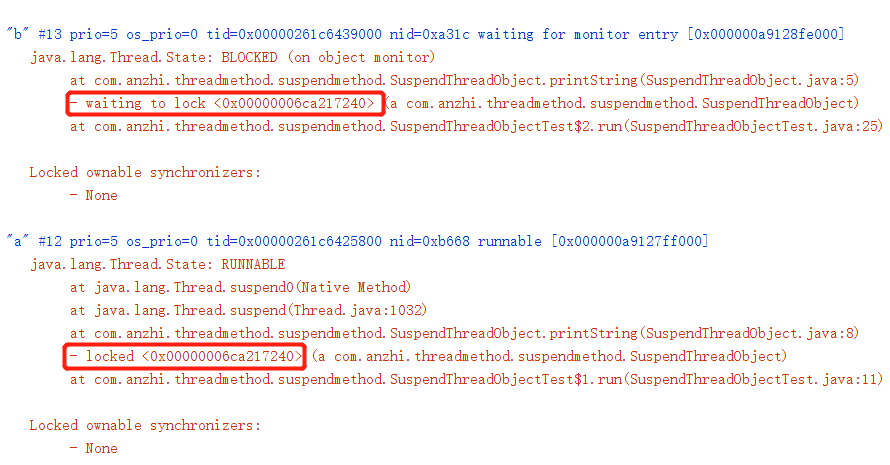 "b" #13 prio=5 os_prio=0 tid=0x00000261c6439000 nid=0xa31c waiting for monitor entry [0x000000a9128fe000]
java.lang.Thread.State: BLOCKED (on object monitor)
at com.anzhi.threadmethod.suspendmethod.SuspendThreadObject.printString(SuspendThreadObject.java:5)
- waiting to lock <0x00000006ca217240> (a com.anzhi.threadmethod.suspendmethod.SuspendThreadObject)
at com.anzhi.threadmethod.suspendmethod.SuspendThreadObjectTest$2.run(SuspendThreadObjectTest.java:25)
Locked ownable synchronizers:
- None
"a" #12 prio=5 os_prio=0 tid=0x00000261c6425800 nid=0xb668 runnable [0x000000a9127ff000]
java.lang.Thread.State: RUNNABLE
at java.lang.Thread.suspend0(Native Method)
at java.lang.Thread.suspend(Thread.java:1032)
at com.anzhi.threadmethod.suspendmethod.SuspendThreadObject.printString(SuspendThreadObject.java:8)
- locked <0x00000006ca217240> (a com.anzhi.threadmethod.suspendmethod.SuspendThreadObject)
at com.anzhi.threadmethod.suspendmethod.SuspendThreadObjectTest$1.run(SuspendThreadObjectTest.java:11)
Locked ownable synchronizers:
- None